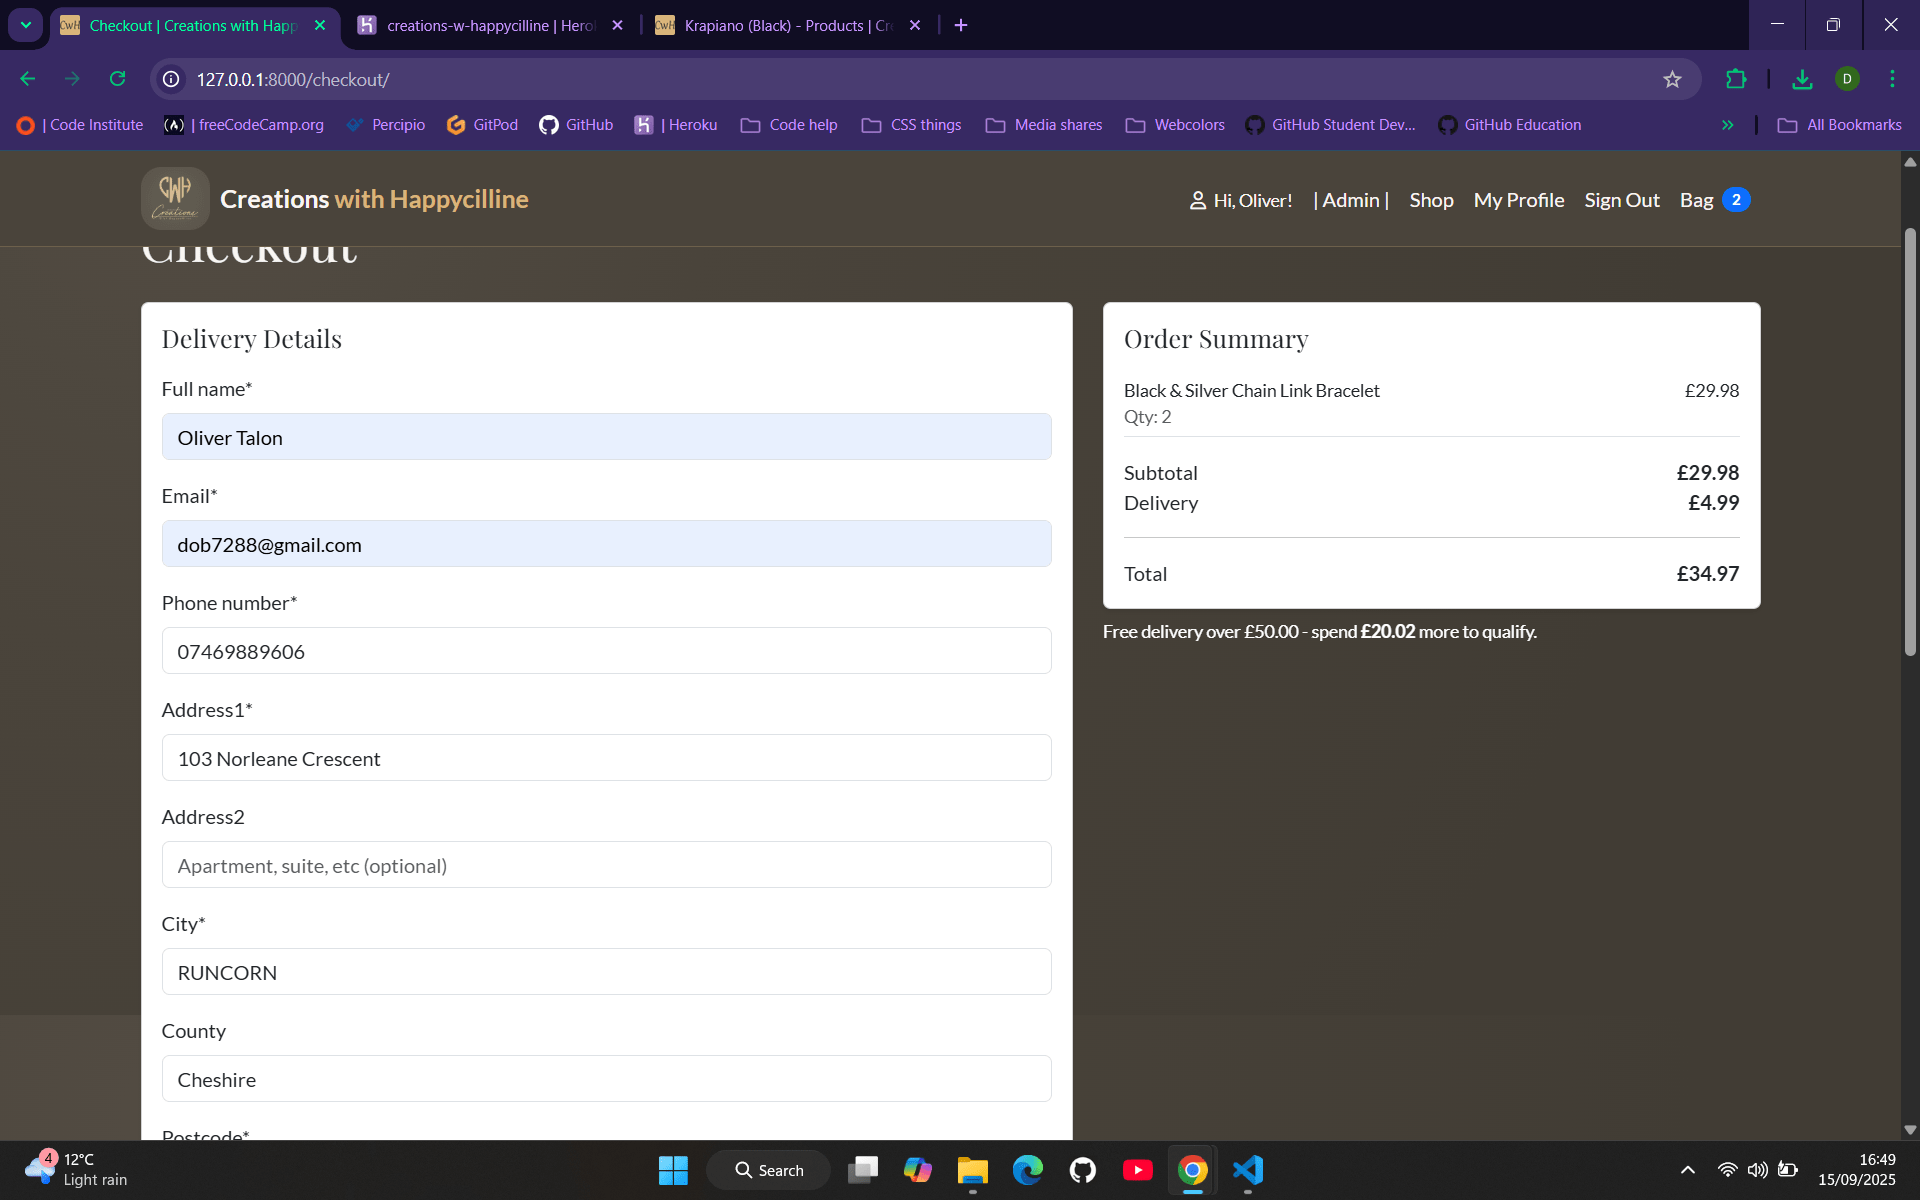 Checkout | Creations with Happ
creations-w-happycilline | Hero
Krapiano (Black) - Products | Cre
127.0.0.1:8000/checkout/
D
| Code Institute
| freeCodeCamp.org
Percipio
GitPod
GitHub
| Heroku
Code help
CSS things
Media shares
Webcolors
GitHub Student Dev...
GitHub Education
All Bookmarks
CWH
Creations
Creations with Happycilline
Hi, Oliver!
| Admin |
Shop
My Profile
Sign Out
Bag 2
Checkout
Delivery Details
Full name*
Oliver Talon
Email*
dob7288@gmail.com
Phone number*
07469889606
Address1*
103 Norleane Crescent
Address2
Apartment, suite, etc (optional)
City*
RUNCORN
County
Cheshire
Postcode*
Order Summary
Black & Silver Chain Link Bracelet £29.98
Qty: 2
Subtotal £29.98
Delivery £4.99
Total £34.97
Free delivery over £50.00 - spend £20.02 more to qualify.
4
12°C
Light rain
Search
16:49
15/09/2025